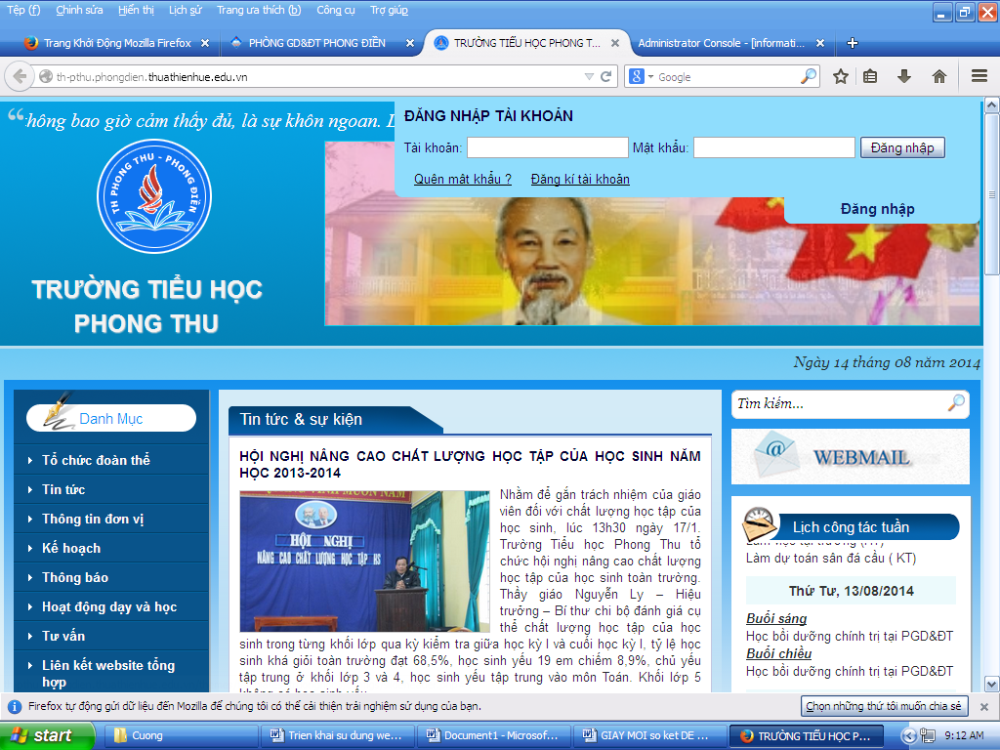 Tệp (f) Chỉnh sửa Hiển thị Lịch sử Trang ưa thích (b) Công cụ Trợ giúp
Trang Khởi Động Mozilla Firefox
PHÒNG GD&ĐT PHONG ĐIỀN
TRƯỜNG TIỂU HỌC PHONG T...
Administrator Console - [informati...
th-pthu.phongdien.thuathienhue.edu.vn
Google
hông bao giờ cảm thấy đủ, là sự khôn ngoan.
ĐĂNG NHẬP TÀI KHOẢN
Tài khoản: Mật khẩu: Đăng nhập
Quên mật khẩu ? Đăng kí tài khoản
Đăng nhập
TH PHONG THU - PHONG ĐIỀN
TRƯỜNG TIỂU HỌC
PHONG THU
Ngày 14 tháng 08 năm 2014
Danh Mục
Tổ chức đoàn thể
Tin tức
Thông tin đơn vị
Kế hoạch
Thông báo
Hoạt động dạy và học
Tư vấn
Liên kết website tổng
hợp
Tin tức & sự kiện
HỘI NGHỊ NÂNG CAO CHẤT LƯỢNG HỌC TẬP CỦA HỌC SINH NĂM
HỌC 2013-2014
HỘI NGHỊ
NÂNG CAO CHẤT LƯỢNG HỌC TẬP HS
Nhằm để gắn trách nhiệm của giáo
viên đối với chất lượng học tập của
học sinh, lúc 13h30 ngày 17/1.
Trường Tiểu học Phong Thu tổ
chức hội nghị nâng cao chất lượng
học tập của học sinh toàn trường.
Thầy giáo Nguyễn Ly – Hiệu
trưởng – Bí thư chi bộ đánh giá cụ
thể chất lượng học tập của học
sinh trong từng khối lớp qua kỳ kiểm tra giữa học kỳ I và cuối học kỳ I, tỷ lệ học
sinh khá giỏi toàn trường đạt 68,5%, học sinh yếu 19 em chiếm 8,9%, chủ yếu
tập trung ở khối lớp 3 và 4, học sinh yếu tập trung vào môn Toán. Khối lớp 5
không có học sinh yếu
Tìm kiếm...
@ WEBMAIL
Lịch công tác tuần
Làm việc tại trường (HT)
Làm dự toán sân đá cầu ( KT)
Thứ Tư, 13/08/2014
Buổi sáng
Học bồi dưỡng chính trị tại PGD&ĐT
Buổi chiều
Học bồi dưỡng chính trị tại PGD&ĐT
Firefox tự động gửi dữ liệu đến Mozilla để chúng tôi có thể cải thiện trải nghiệm sử dụng của bạn.
Chọn những thứ tôi muốn chia sẻ
start
Cuong
Trien khai su dung we...
Document1 - Microsof...
GIAY MOI so ket DE ...
TRƯỜNG TIỂU HỌC P...
9:12 AM